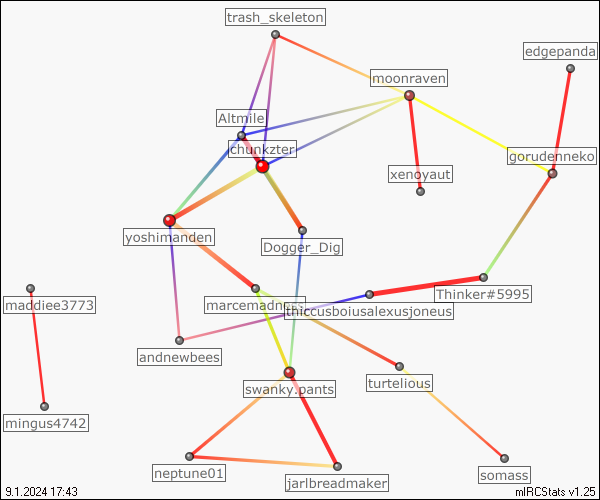 trash_skeleton
edgepanda
moonraven
Altmile
chunkzter
gorudenneko
xenoyaut
yoshimanden
Dogger_Dig
maddiee3773
thiccusboiusalexusjoneus
Thinker#5995
andnewbees
swanky.pants
turtelious
mingus4742
neptune01
jarlbreadmaker
somass
9.1.2024 17:43
mIRCStats v1.25